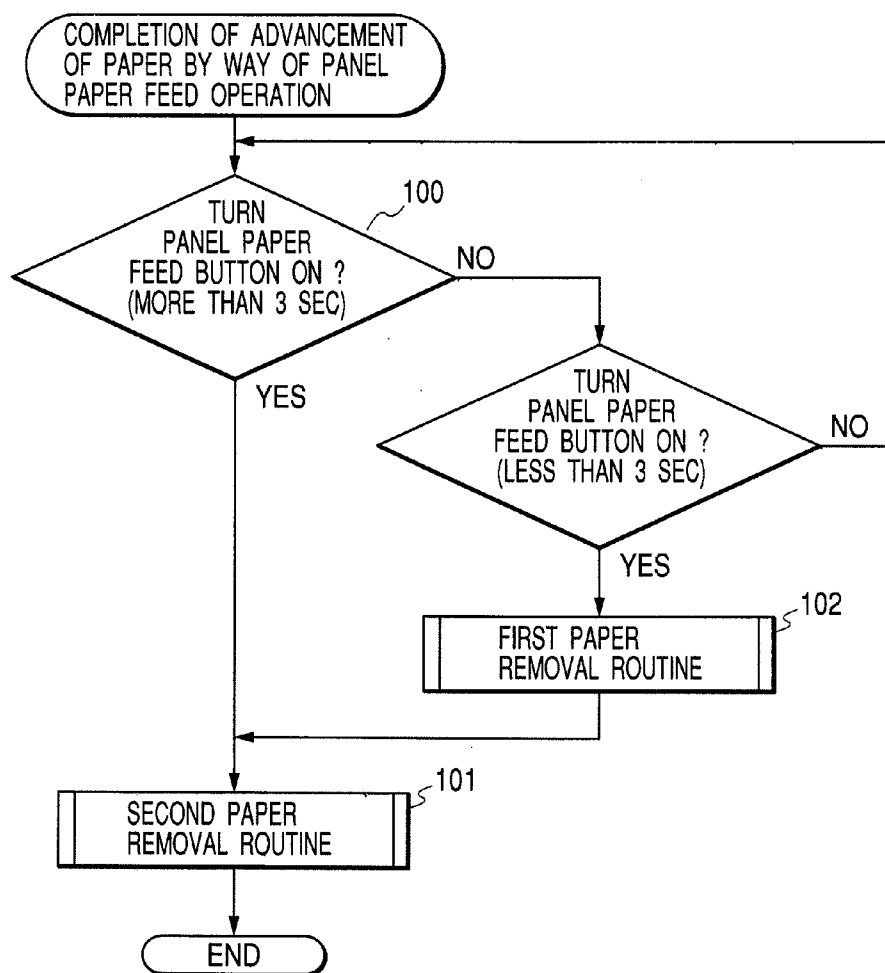 COMPLETION OF ADVANCEMENT
OF PAPER BY WAY OF PANEL
PAPER FEED OPERATION
100
TURN
PANEL PAPER
FEED BUTTON ON ?
(MORE THAN 3 SEC)
NO
YES
TURN
PANEL PAPER
FEED BUTTON ON ?
(LESS THAN 3 SEC)
NO
YES
102
FIRST PAPER
REMOVAL ROUTINE
101
SECOND PAPER
REMOVAL ROUTINE
END